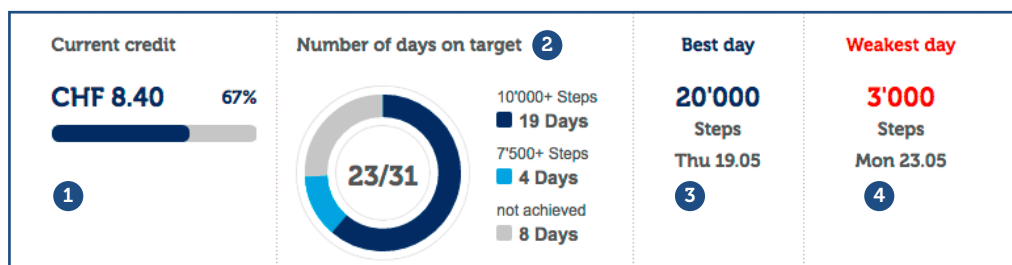 Current credit
CHF 8.40 67%
1
Number of days on target 2
23/31
10'000+ Steps
19 Days
7'500+ Steps
4 Days
not achieved
8 Days
Best day
20'000
Steps
Thu 19.05
3
Weakest day
3'000
Steps
Mon 23.05
4